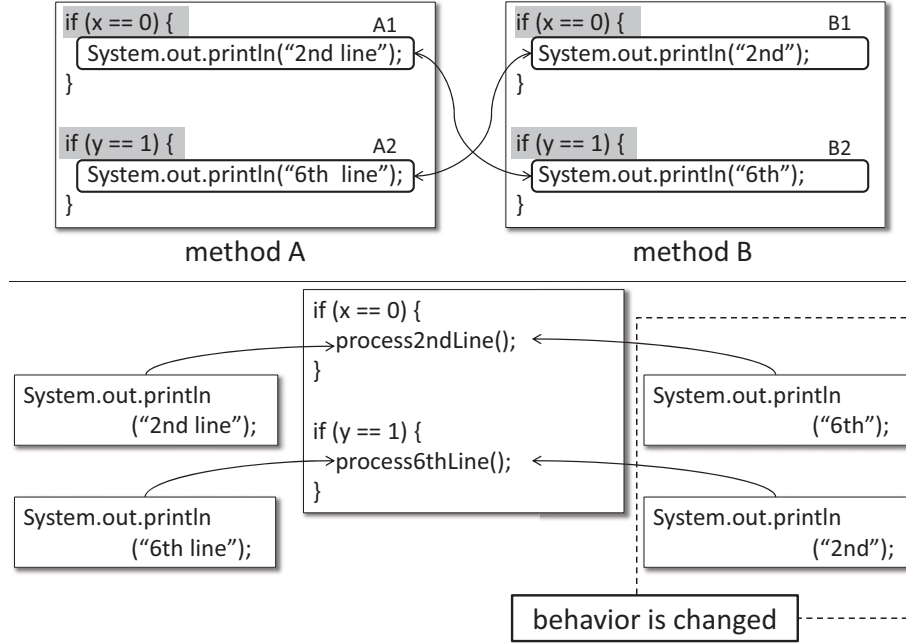 if (x == 0) {
A1
System.out.println(“2nd line”);
}
if (y == 1) {
A2
System.out.println(“6th line”);
}
method A
if (x == 0) {
B1
System.out.println(“2nd”);
}
if (y == 1) {
B2
System.out.println(“6th”);
}
method B
if (x == 0) {
process2ndLine();
}
if (y == 1) {
process6thLine();
}
System.out.println
(“2nd line”);
System.out.println
(“6th line”);
System.out.println
(“6th”);
System.out.println
(“2nd”);
behavior is changed